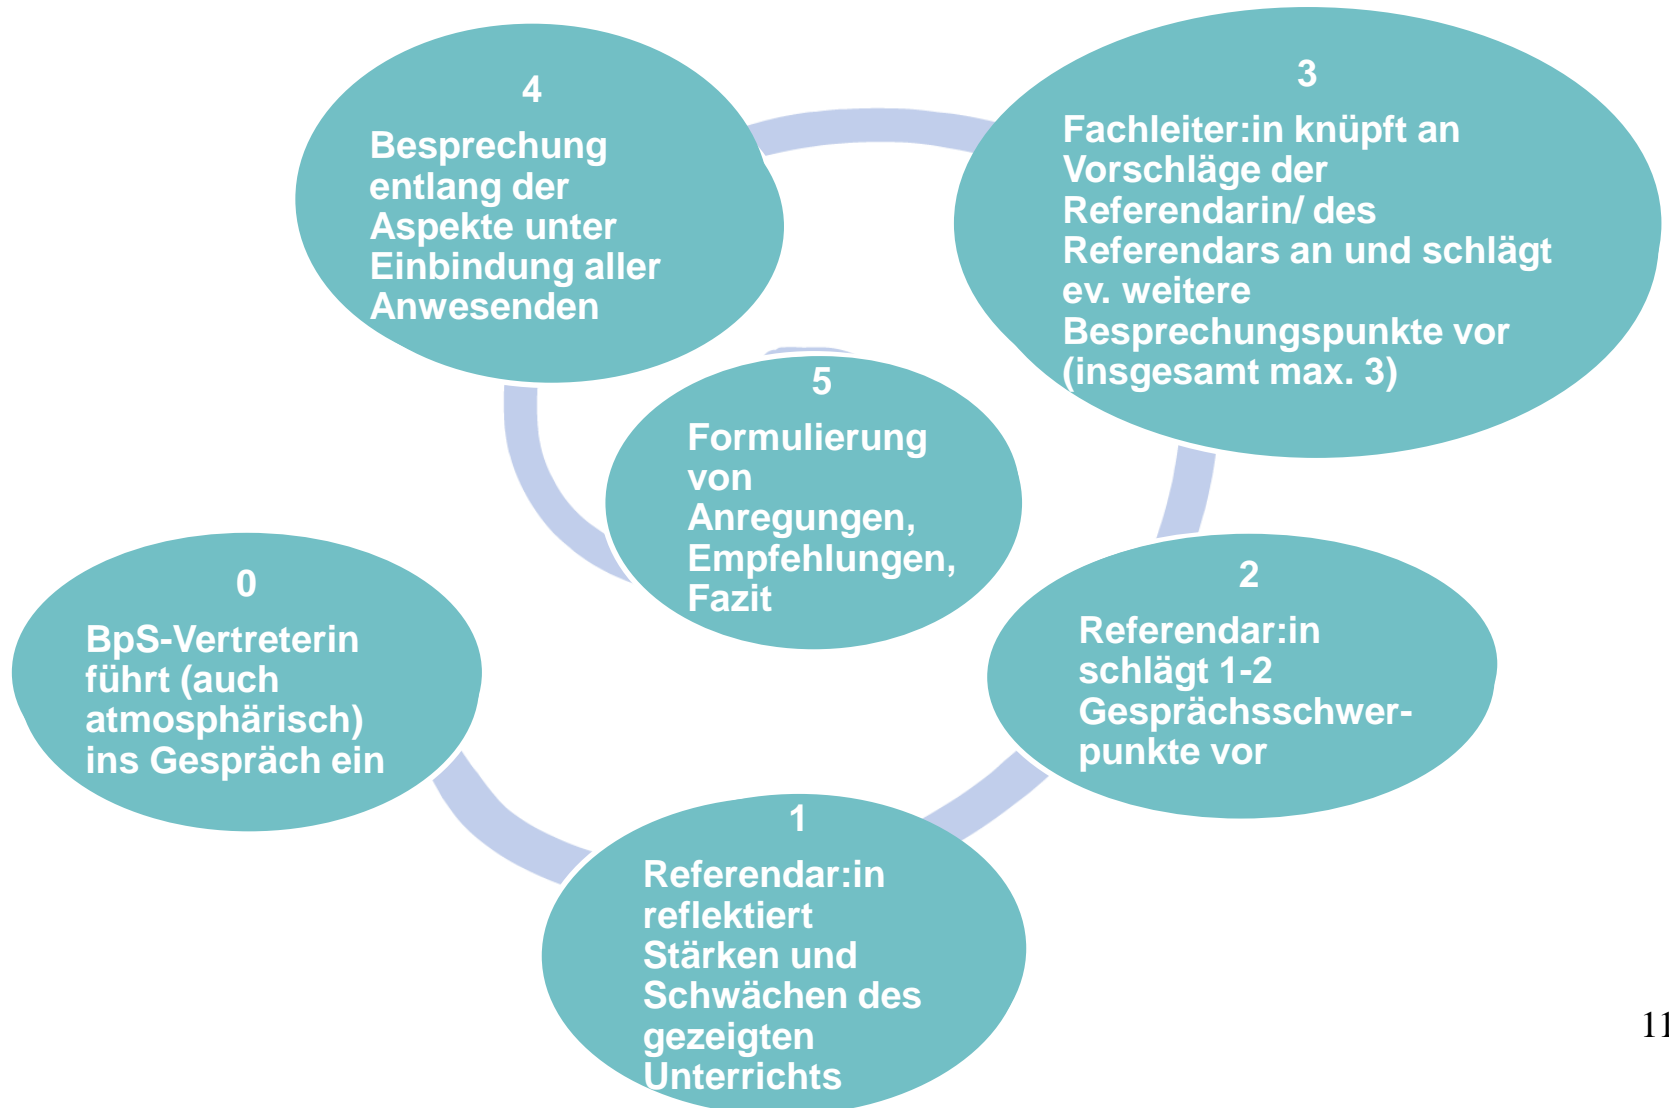 0
BpS-Vertreterin
führt (auch
atmosphärisch)
ins Gespräch ein
1
Referendar:in
reflektiert
Stärken und
Schwächen des
gezeigten
Unterrichts
2
Referendar:in
schlägt 1-2
Gesprächsschwer-
punkte vor
3
Fachleiter:in knüpft an
Vorschläge der
Referendarin/ des
Referendars an und schlägt
ev. weitere
Besprechungspunkte vor
(insgesamt max. 3)
4
Besprechung
entlang der
Aspekte unter
Einbindung aller
Anwesenden
5
Formulierung
von
Anregungen,
Empfehlungen,
Fazit
11